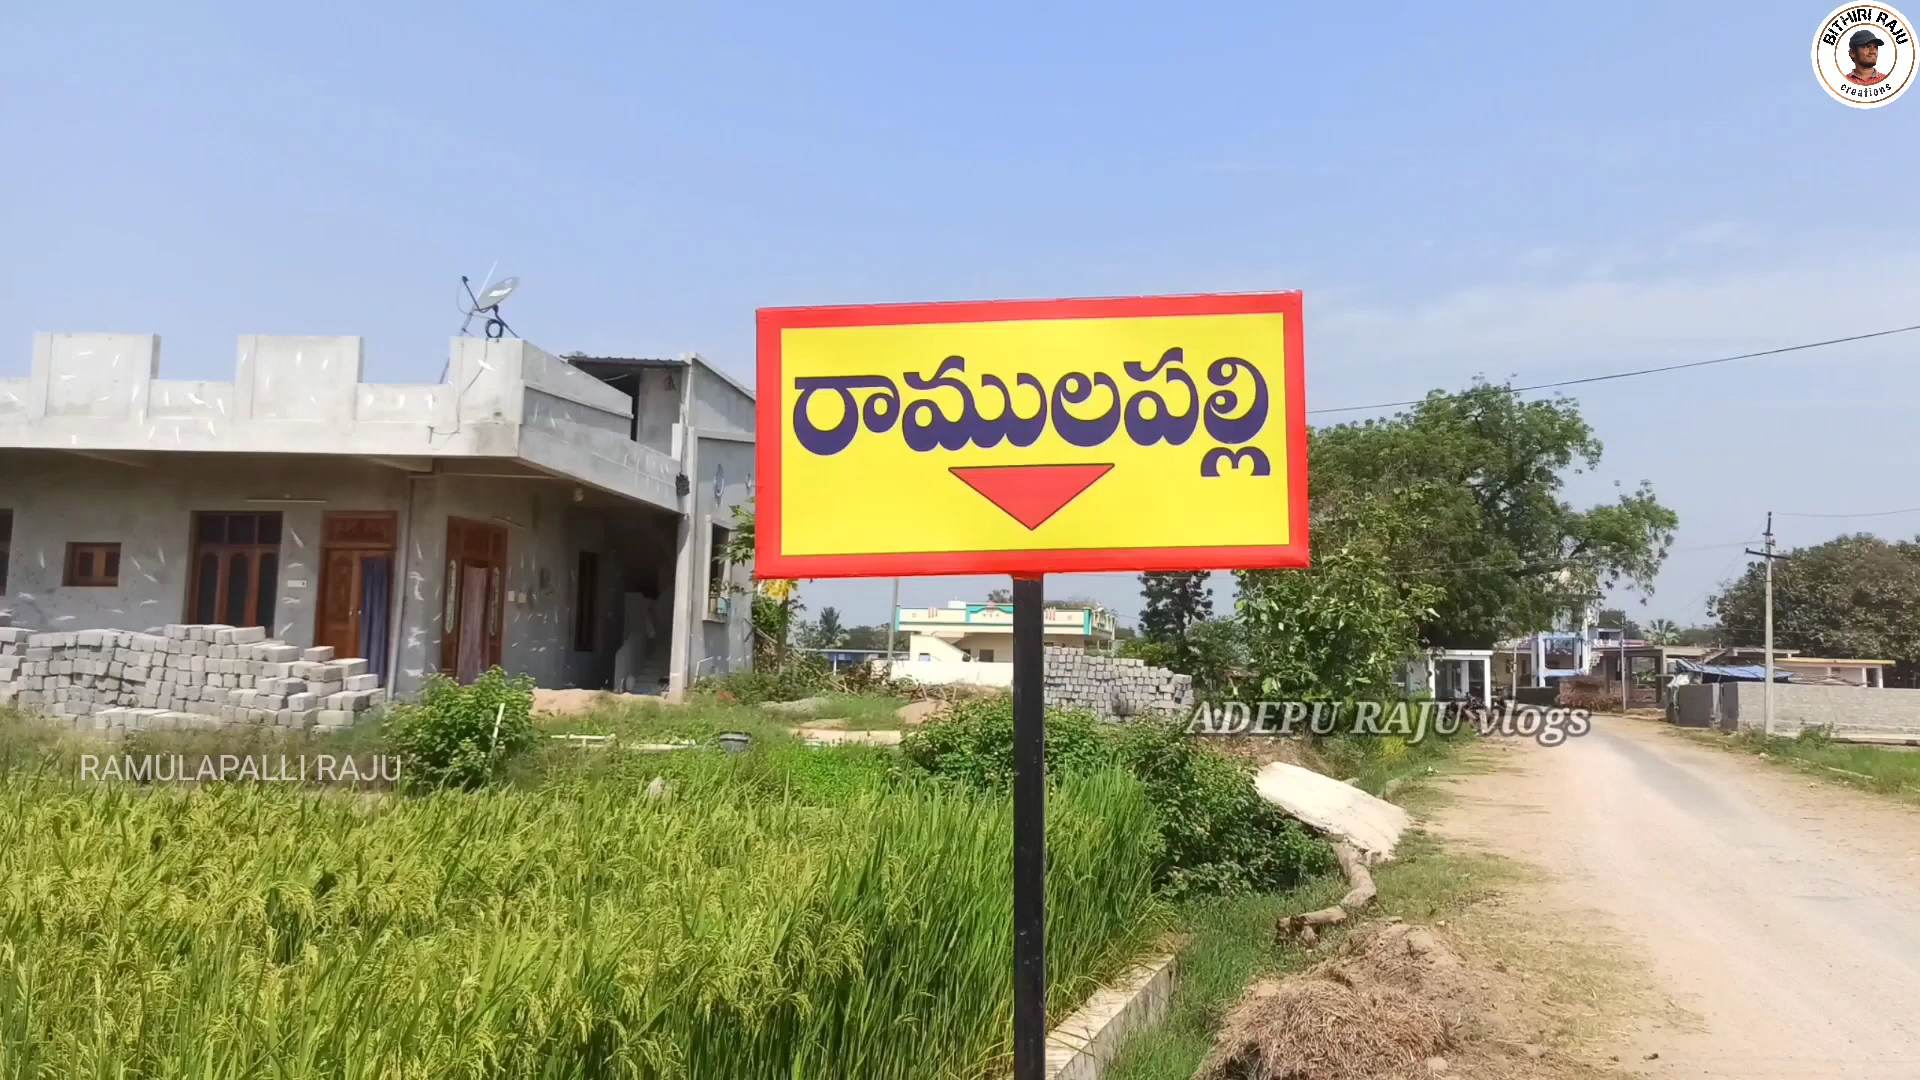 BITHIRI RAJU
creations
రాములపల్లి
ADEPU RAJU vlogs
RAMULAPALLI RAJU